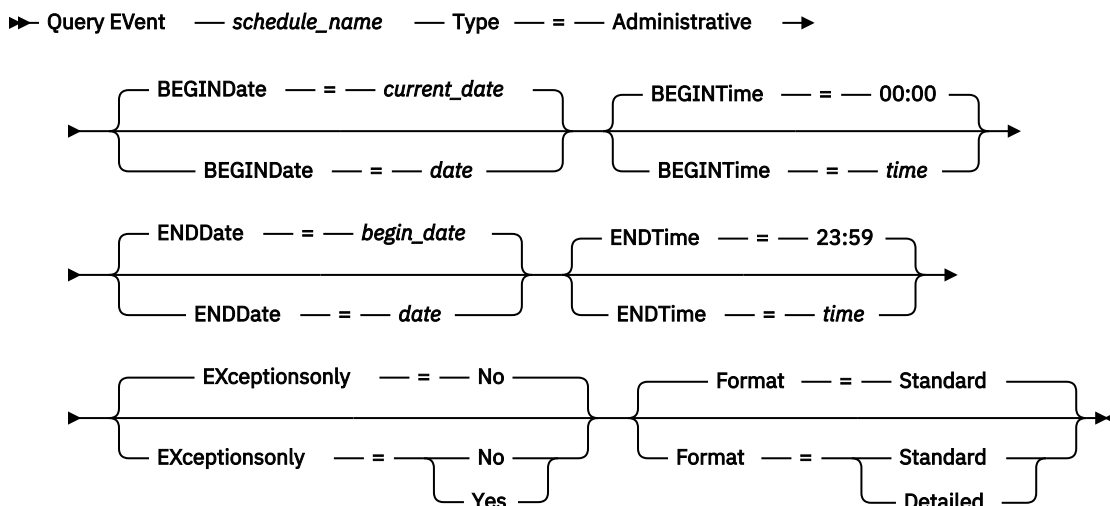 Query EVent schedule_name Type = Administrative
BEGINDate = current_date BEGINTime = 00:00
BEGINDate = date BEGINTime = time
ENDDate = begin_date ENDTime = 23:59
ENDDate = date ENDTime = time
EXceptionsonly = No Format = Standard
EXceptionsonly = No Format = Standard
Yes Detailed